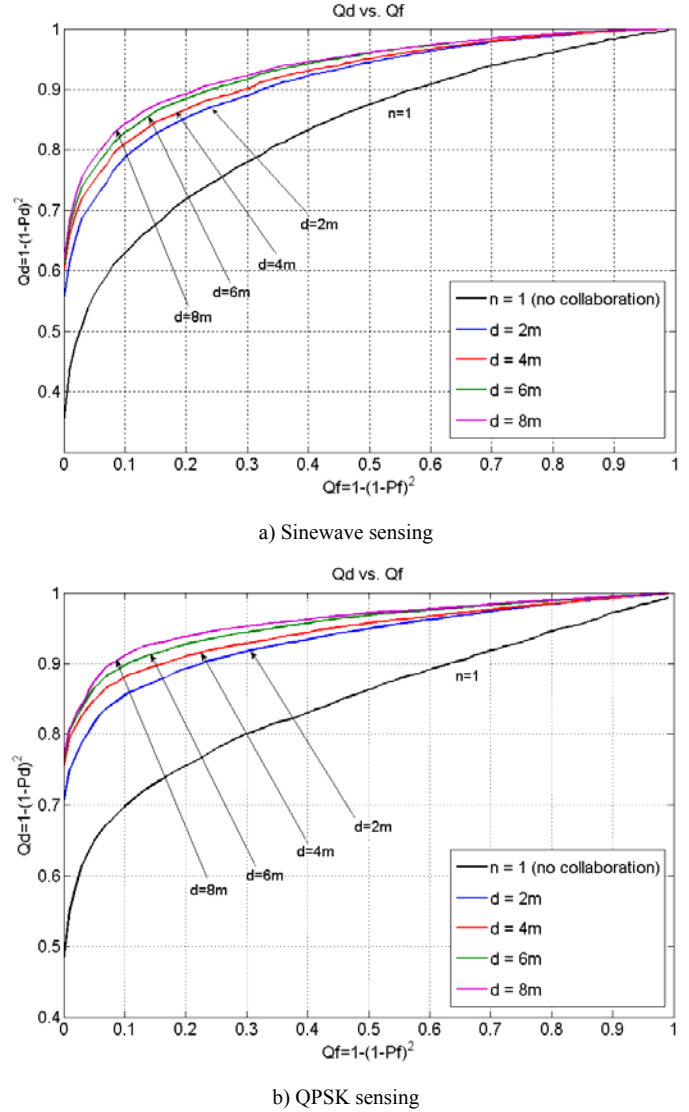 Qd vs. Qf
1
0.9
0.8
0.7
0.6
0.5
0.4
Qd=1-(1-Pd)²
n=1
d=2m
d=4m
d=6m
d=8m
n = 1 (no collaboration)
d = 2m
d = 4m
d = 6m
d = 8m
0 0.1 0.2 0.3 0.4 0.5 0.6 0.7 0.8 0.9 1
Qf=1-(1-Pf)²
a) Sinewave sensing
Qd vs. Qf
1
0.9
0.8
0.7
0.6
0.5
0.4
Qd=1-(1-Pd)²
n=1
d=2m
d=4m
d=6m
d=8m
n = 1 (no collaboration)
d = 2m
d = 4m
d = 6m
d = 8m
0 0.1 0.2 0.3 0.4 0.5 0.6 0.7 0.8 0.9 1
Qf=1-(1-Pf)²
b) QPSK sensing